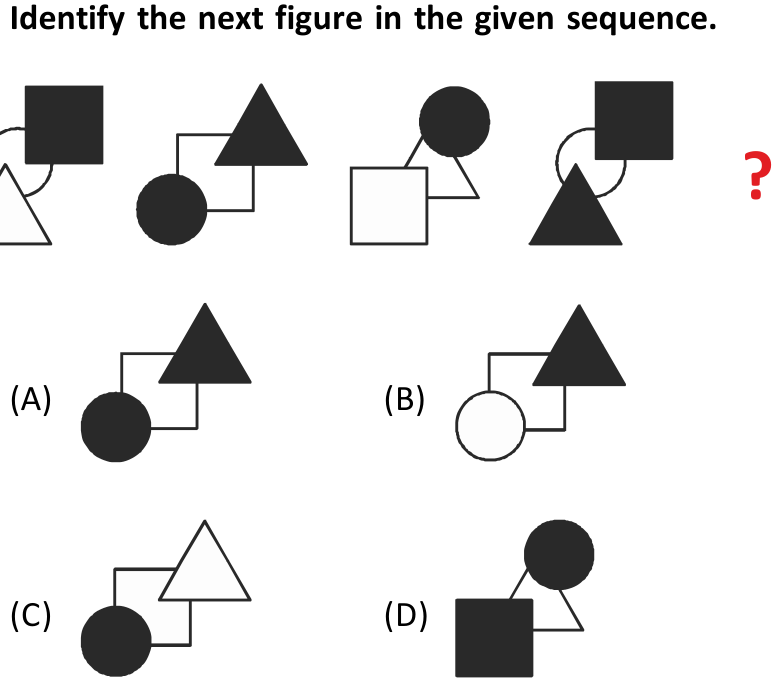 Identify the next figure in the given sequence.
?
(A)
(B)
(C)
(D)